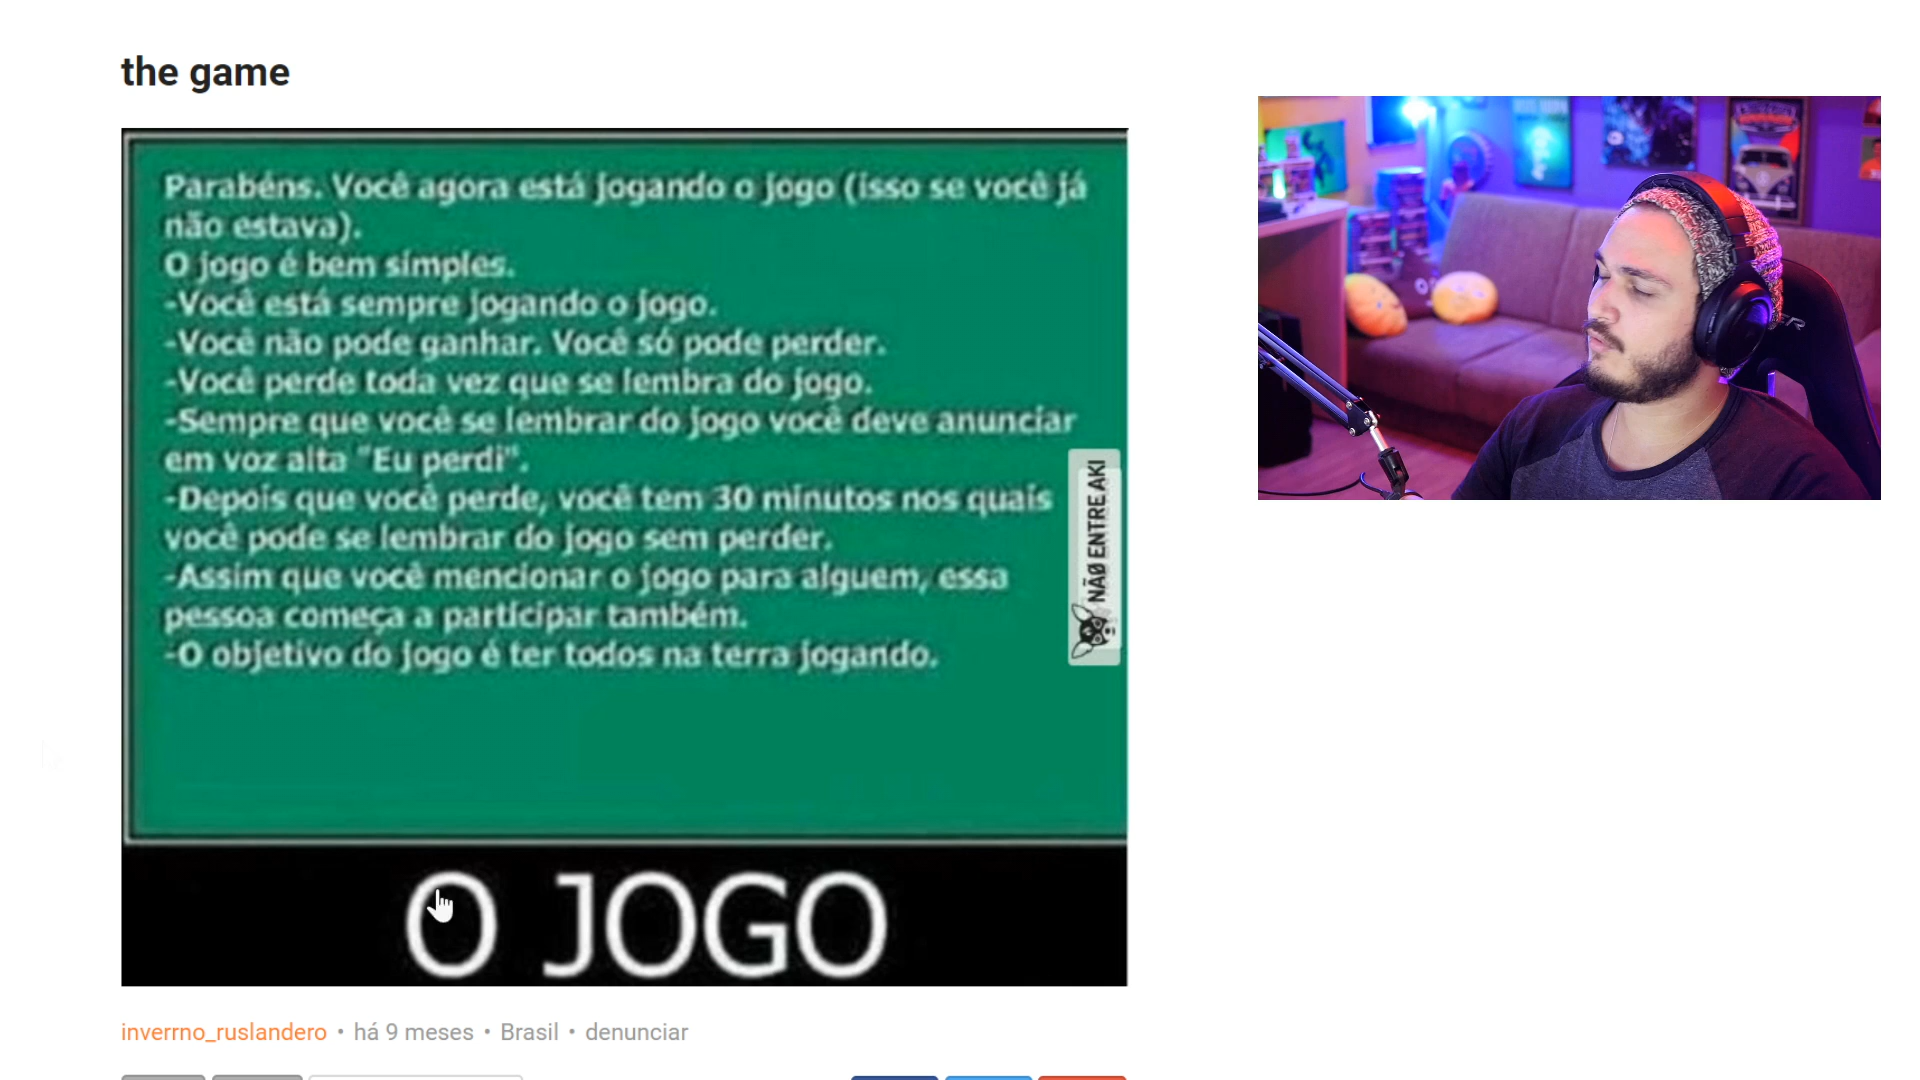 the game
Parabéns. Você agora está jogando o jogo (isso se você já
não estava).
O jogo é bem simples.
-Você está sempre jogando o jogo.
-Você não pode ganhar. Você só pode perder.
-Você perde toda vez que se lembra do jogo.
-Sempre que você se lembrar do jogo você deve anunciar
em voz alta "Eu perdi".
-Depois que você perde, você tem 30 minutos nos quais
você pode se lembrar do jogo sem perder.
-Assim que você mencionar o jogo para alguem, essa
pessoa começa a participar também.
-O objetivo do jogo é ter todos na terra jogando.
NÃO ENTRE AKI
O JOGO
inverrno_ruslandero • há 9 meses • Brasil • denunciar